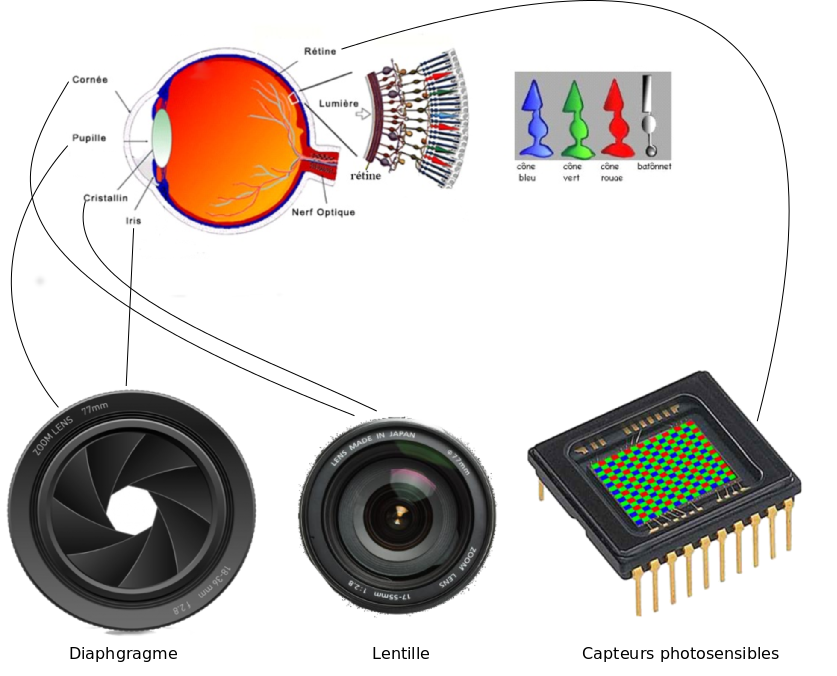 Rétine
Cornée
Lumière
Pupille
rétine
cône
bleu
cône
vert
cône
rouge
batônnet
Cristallin
Iris
Nerf Optique
ZOOM LENS 77mm
18-36 mm 1:2.8
LENS MADE IN JAPAN
φ77mm
ZOOM LENS
17-55mm 1:2.8
Diaphgragme
Lentille
Capteurs photosensibles